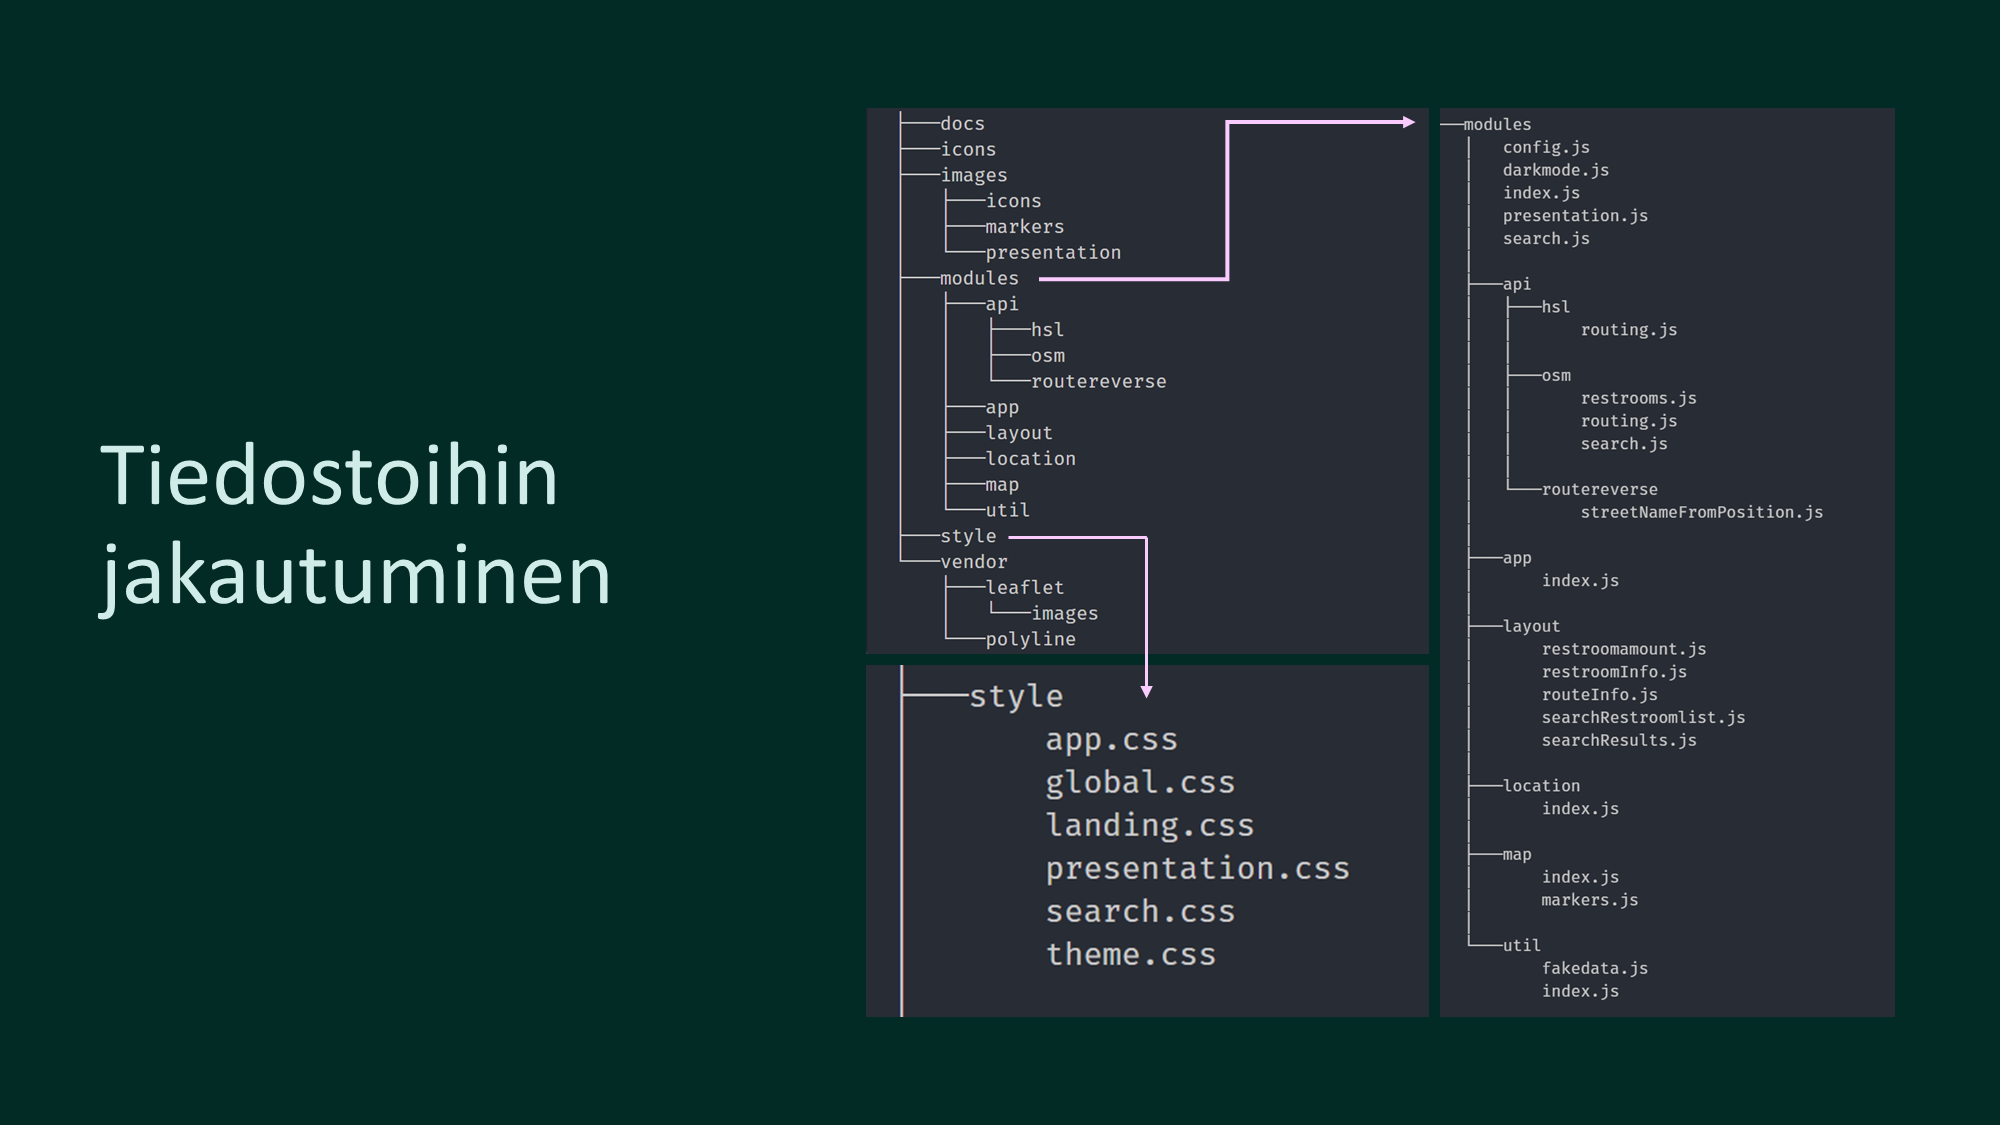 Tiedostoihin
jakautuminen
├───docs
├───icons
├───images
│   ├───icons
│   ├───markers
│   └───presentation
├───modules
│   ├───api
│   │   ├───hsl
│   │   ├───osm
│   │   └───routereverse
│   ├───app
│   ├───layout
│   ├───location
│   ├───map
│   └───util
├───style
└───vendor
    ├───leaflet
    │   └───images
    └───polyline
├───style
        app.css
        global.css
        landing.css
        presentation.css
        search.css
        theme.css
───modules
│   config.js
│   darkmode.js
│   index.js
│   presentation.js
│   search.js
│
├───api
│   ├───hsl
│   │       routing.js
│   │
│   ├───osm
│   │       restrooms.js
│   │       routing.js
│   │       search.js
│   │
│   └───routereverse
│           streetNameFromPosition.js
│
├───app
│       index.js
│
├───layout
│       restroomamount.js
│       restroomInfo.js
│       routeInfo.js
│       searchRestroomlist.js
│       searchResults.js
│
├───location
│       index.js
│
├───map
│       index.js
│       markers.js
│
└───util
        fakedata.js
        index.js